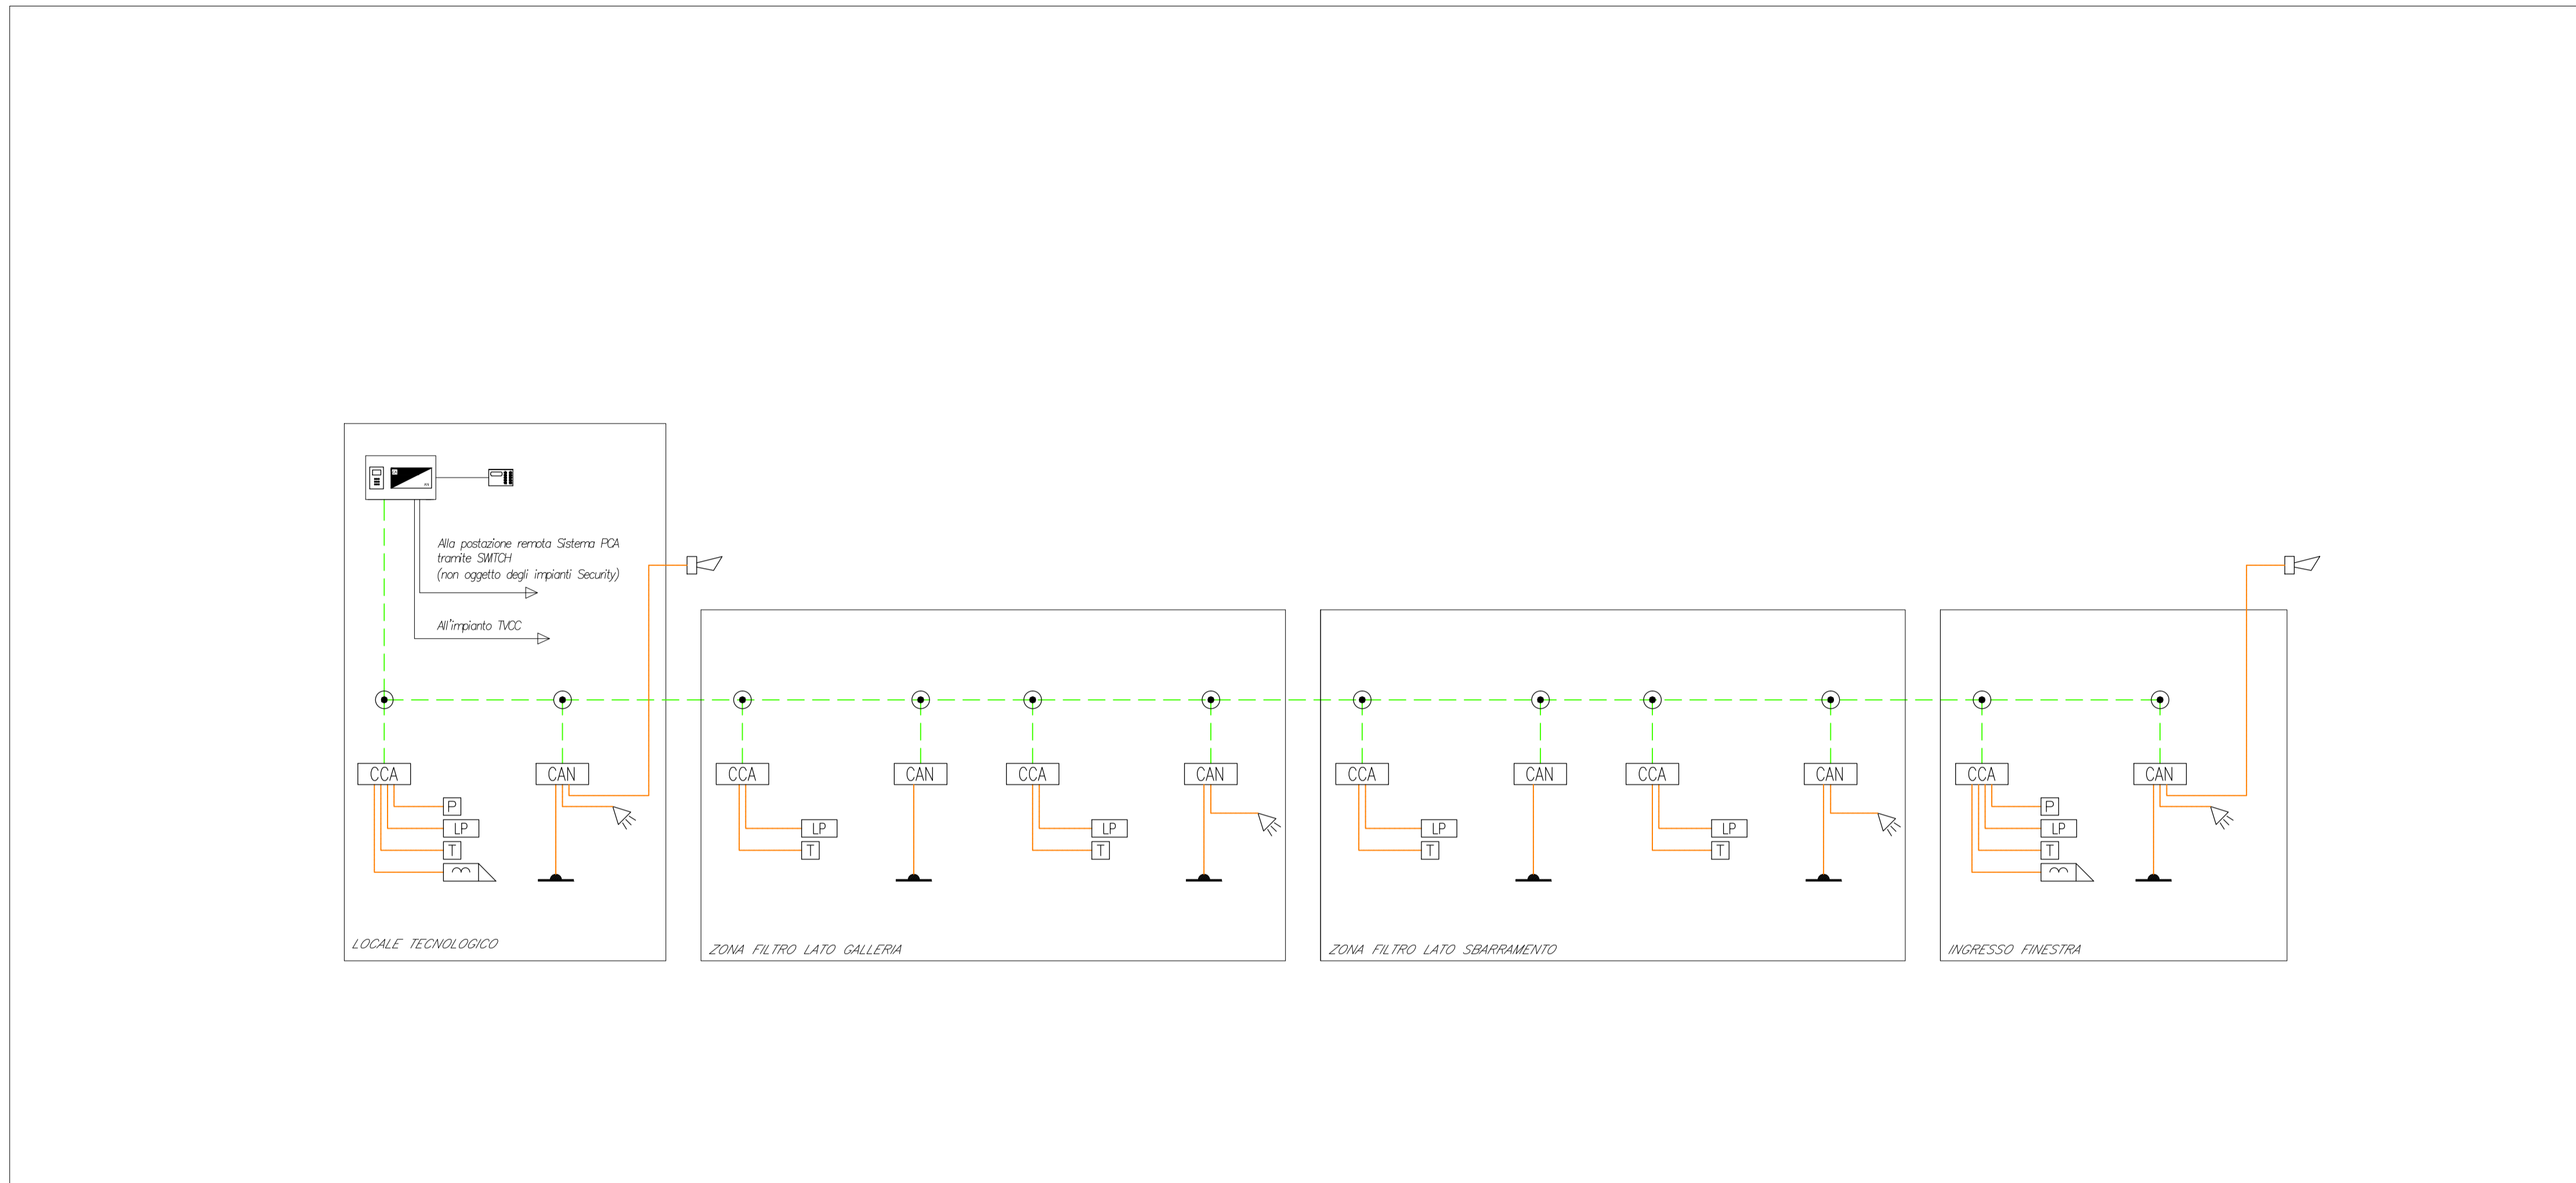 Alla postazione remota Sistema PCA
tramite SWITCH
(non oggetto degli impianti Security)
All'impianto TVCC
CCA
CAN
P
LP
T
LOCALE TECNOLOGICO
CCA
CAN
CCA
CAN
LP
T
LP
T
ZONA FILTRO LATO GALLERIA
CCA
CAN
CCA
CAN
LP
T
LP
T
ZONA FILTRO LATO SBARRAMENTO
CCA
CAN
P
LP
T
INGRESSO FINESTRA